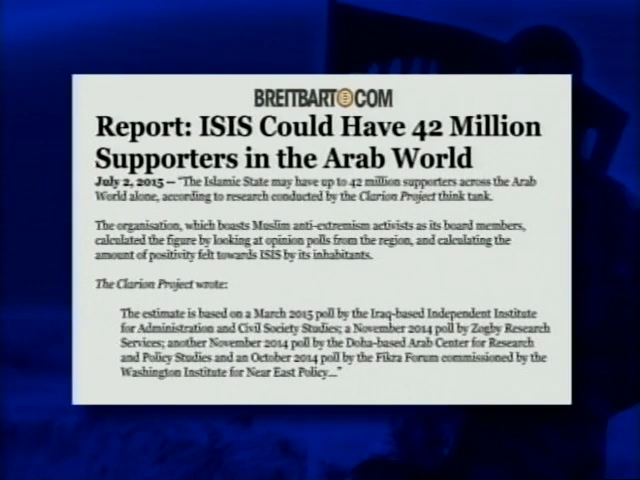 BREITBART.COM
Report: ISIS Could Have 42 Million
Supporters in the Arab World
July 2, 2015 — "The Islamic State may have up to 42 million supporters across the Arab
World alone, according to research conducted by the Clarion Project think tank.
The organisation, which boasts Muslim anti-extremism activists as its board members,
calculated the figure by looking at opinion polls from the region, and calculating the
amount of positivity felt towards ISIS by its inhabitants.
The Clarion Project wrote:
The estimate is based on a March 2015 poll by the Iraq-based Independent Institute
for Administration and Civil Society Studies; a November 2014 poll by Zogby Research
Services; another November 2014 poll by the Doha-based Arab Center for Research
and Policy Studies and an October 2014 poll by the Fikra Forum commissioned by the
Washington Institute for Near East Policy..."